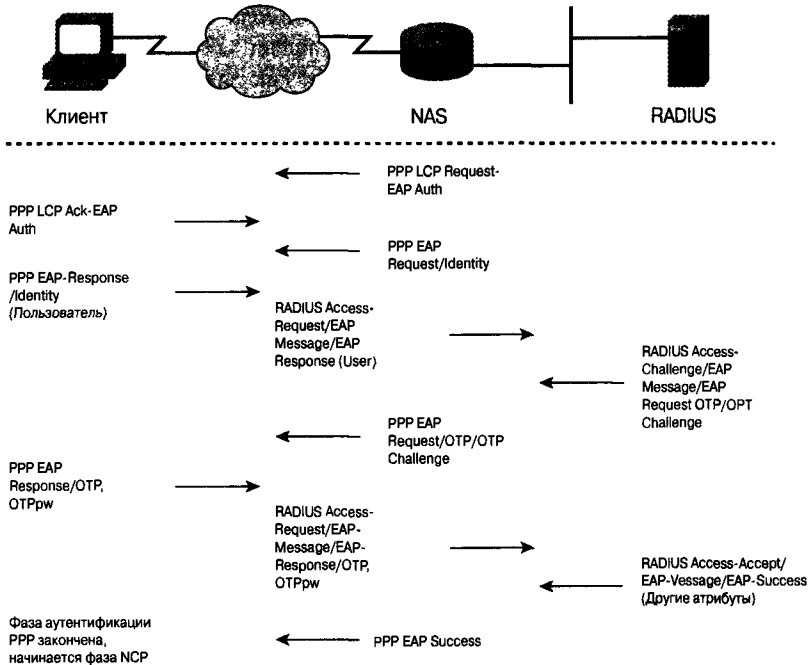 Клиент
NAS
RADIUS
PPP LCP Request-
EAP Auth
PPP LCP Ack-EAP
Auth
PPP EAP
Request/Identity
PPP EAP-Response
/Identity
(Пользователь)
RADIUS Access-
Request/EAP
Message/EAP
Response (User)
RADIUS Access-
Challenge/EAP
Message/EAP
Request OTP/OPT
Challenge
PPP EAP
Request/OTP/OTP
Challenge
PPP EAP
Response/OTP,
OTPpw
RADIUS Access-
Request/EAP-
Message/EAP-
Response/OTP,
OTPpw
RADIUS Access-Accept/
EAP-Vessage/EAP-Success
(Другие атрибуты)
Фаза аутентификации
PPP закончена,
начинается фаза NCP
PPP EAP Success